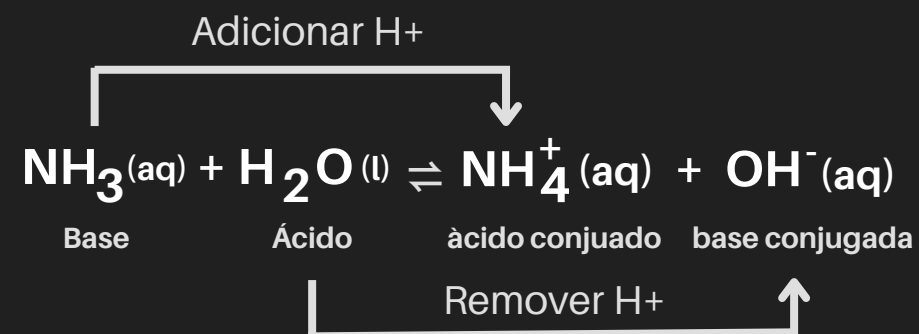 Adicionar H+
NH₃(aq) + H₂O(l) ⇌ NH₄⁺(aq) + OH⁻(aq)
Base Ácido àcido conjuado base conjugada
Remover H+